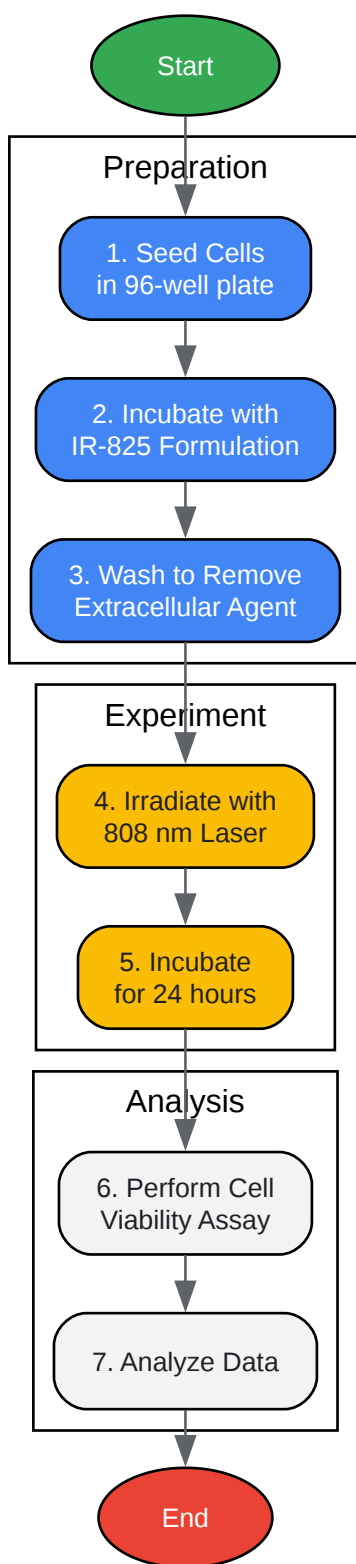 Start
Preparation
1. Seed Cells
in 96-well plate
2. Incubate with
IR-825 Formulation
3. Wash to Remove
Extracellular Agent
Experiment
4. Irradiate with
808 nm Laser
5. Incubate
for 24 hours
Analysis
6. Perform Cell
Viability Assay
7. Analyze Data
End